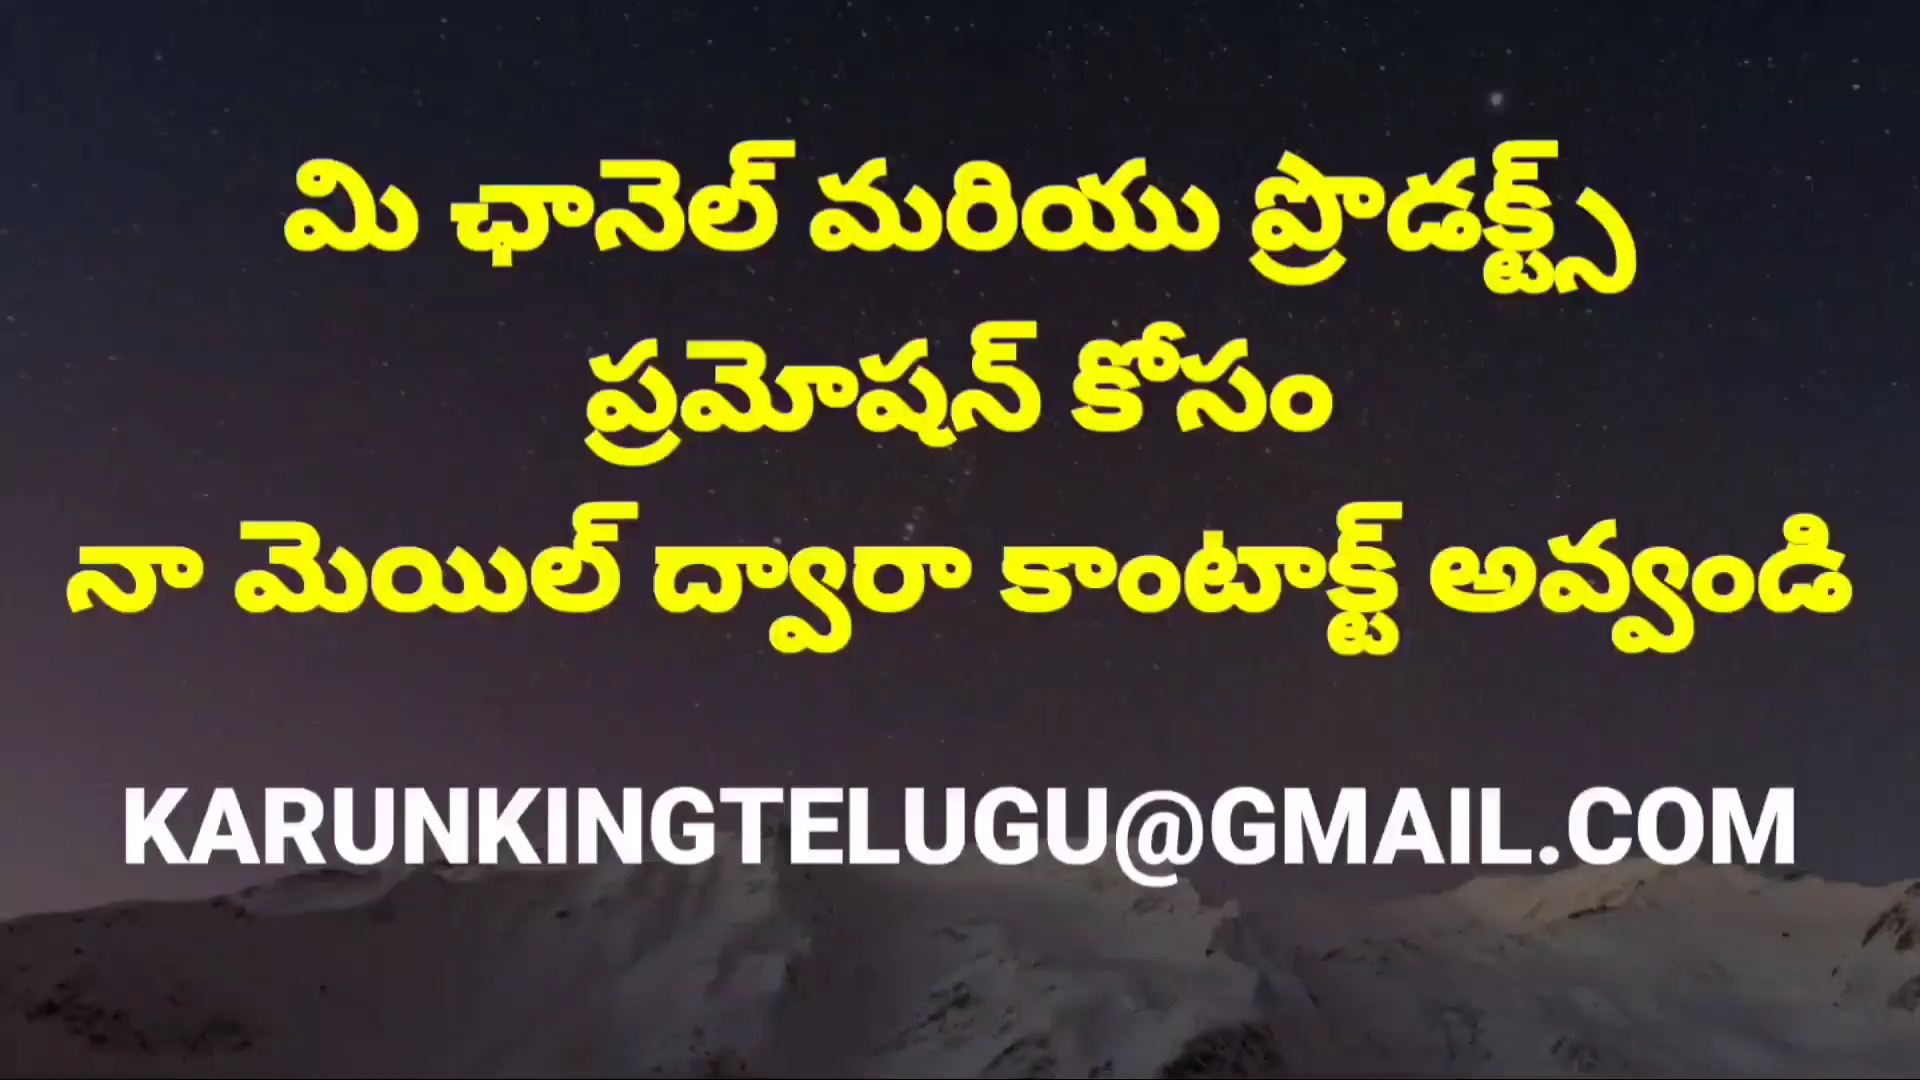 మి ఛానెల్ మరియు ప్రొడక్ట్స్
ప్రమోషన్ కోసం
నా మెయిల్ ద్వారా కాంటాక్ట్ అవ్వండి
KARUNKINGTELUGU@GMAIL.COM